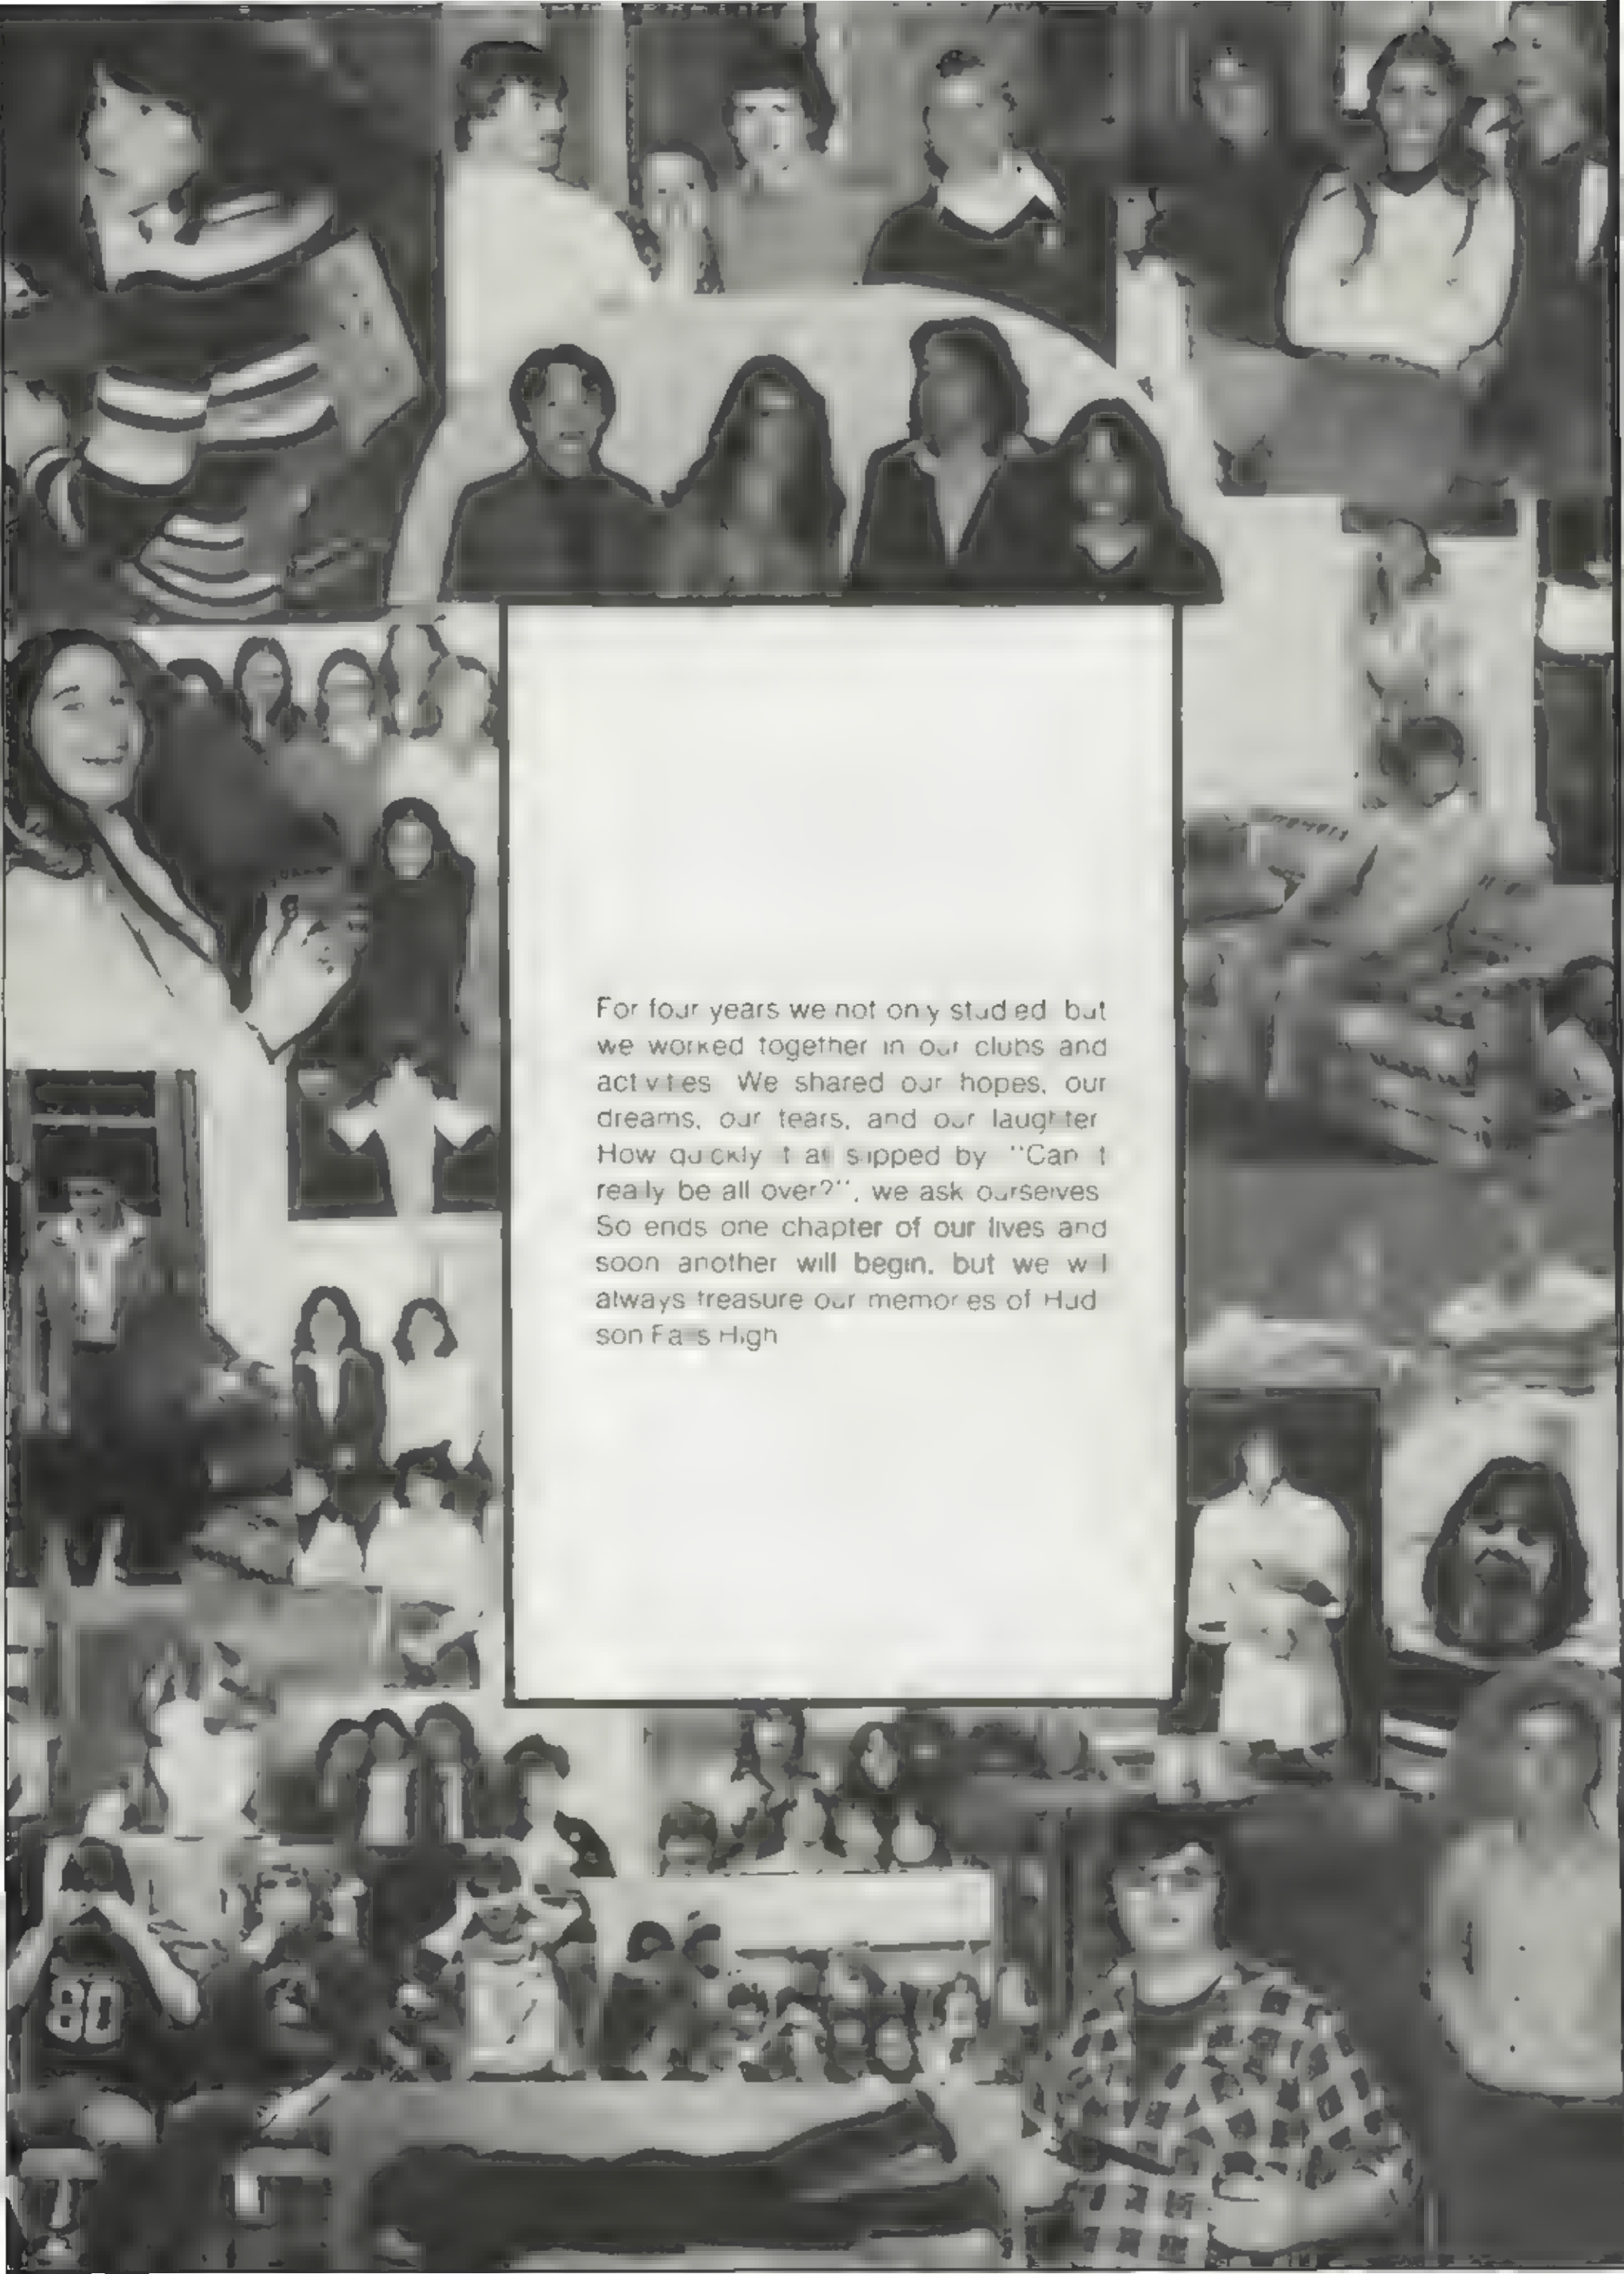 For four years we not only studied but
we worked together in our clubs and
activities We shared our hopes, our
dreams, our tears, and our laughter
How quickly it all slipped by "Can it
really be all over?", we ask ourselves
So ends one chapter of our lives and
soon another will begin, but we will
always treasure our memories of Hud
son Falls High
80